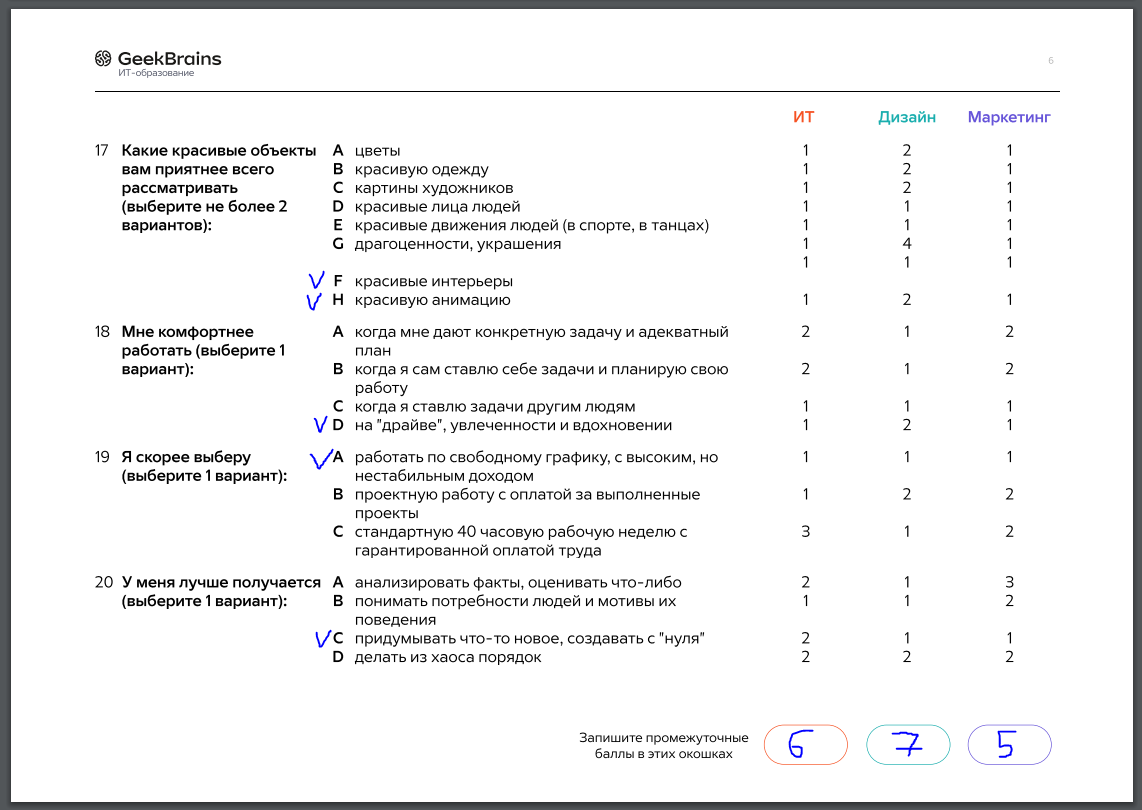 GeekBrains
ИТ-образование
6
ИТ Дизайн Маркетинг
17 Какие красивые объекты A цветы 1 2 1
вам приятнее всего B красивую одежду 1 2 1
рассматривать C картины художников 1 2 1
(выберите не более 2 D красивые лица людей 1 1 1
вариантов): E красивые движения людей (в спорте, в танцах) 1 1 1
G драгоценности, украшения 1 4 1
1 1 1
V F красивые интерьеры
V H красивую анимацию 1 2 1
18 Мне комфортнее A когда мне дают конкретную задачу и адекватный 2 1 2
работать (выберите 1 план
вариант): B когда я сам ставлю себе задачи и планирую свою 2 1 2
работу
C когда я ставлю задачи другим людям 1 1 1
V D на "драйве", увлеченности и вдохновении 1 2 1
19 Я скорее выберу V A работать по свободному графику, с высоким, но 1 1 1
(выберите 1 вариант): нестабильным доходом
B проектную работу с оплатой за выполненные 1 2 2
проекты
C стандартную 40 часовую рабочую неделю с 3 1 2
гарантированной оплатой труда
20 У меня лучше получается A анализировать факты, оценивать что-либо 2 1 3
(выберите 1 вариант): B понимать потребности людей и мотивы их 1 1 2
поведения
V C придумывать что-то новое, создавать с "нуля" 2 1 1
D делать из хаоса порядок 2 2 2
Запишите промежуточные
баллы в этих окошках 6 7 5